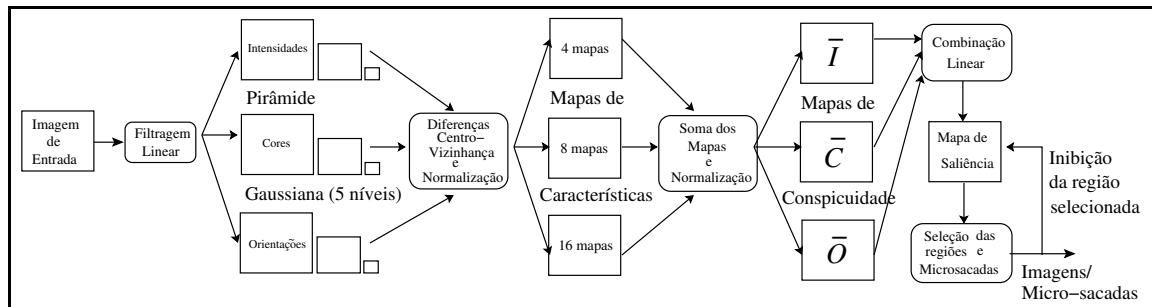 Imagem
de
Entrada
Filtragem
Linear
Intensidades
Pirâmide
Cores
Gaussiana (5 níveis)
Orientações
Diferenças
Centro-
Vizinhança
e
Normalização
4 mapas
Mapas de
8 mapas
Características
16 mapas
Soma dos
Mapas
e
Normalização
I
Mapas de
C
Conspicuidade
O
Combinação
Linear
Mapa de
Saliência
Seleção das
regiões e
Microsacadas
Inibição
da região
selecionada
Imagens/
Micro-sacadas